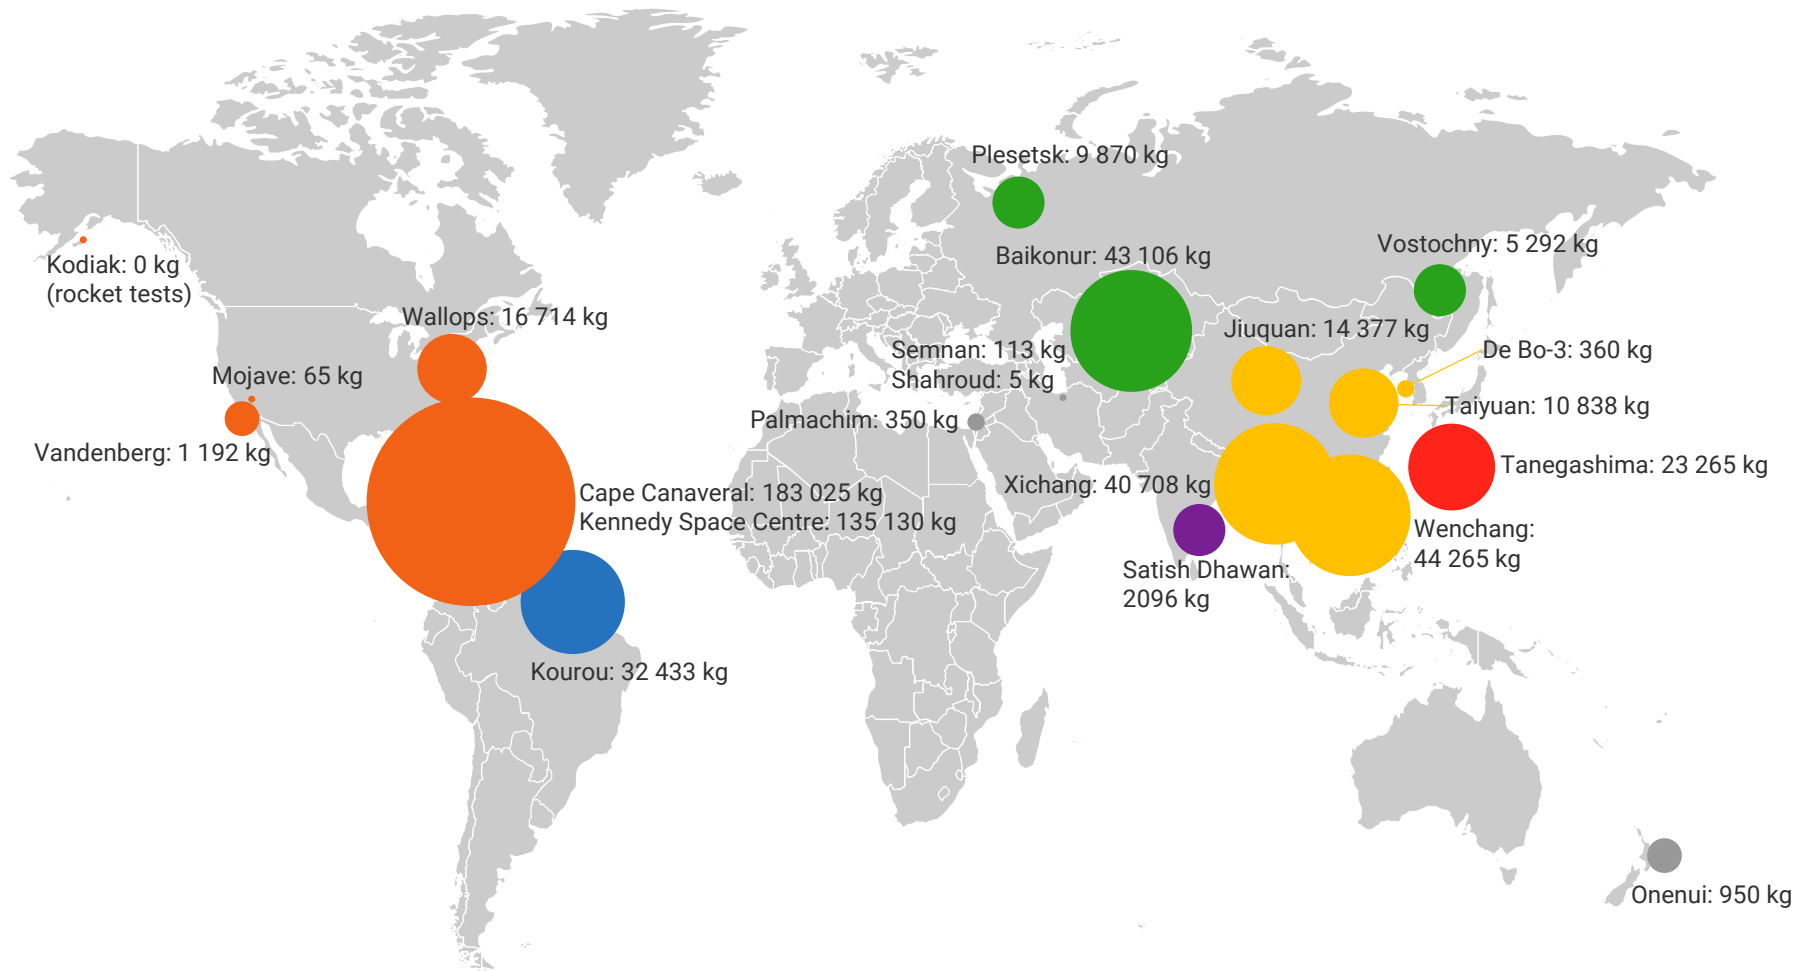 Plesetsk: 9 870 kg
Vostochny: 5 292 kg
Baikonur: 43 106 kg
Kodiak: 0 kg
(rocket tests)
Wallops: 16 714 kg
Jiuquan: 14 377 kg
Semnan: 113 kg
Shahroud: 5 kg
De Bo-3: 360 kg
Mojave: 65 kg
Taiyuan: 10 838 kg
Palmachim: 350 kg
Vandenberg: 1 192 kg
Tanegashima: 23 265 kg
Xichang: 40 708 kg
Cape Canaveral: 183 025 kg
Kennedy Space Centre: 135 130 kg
Wenchang:
44 265 kg
Satish Dhawan:
2096 kg
Kourou: 32 433 kg
Onenui: 950 kg